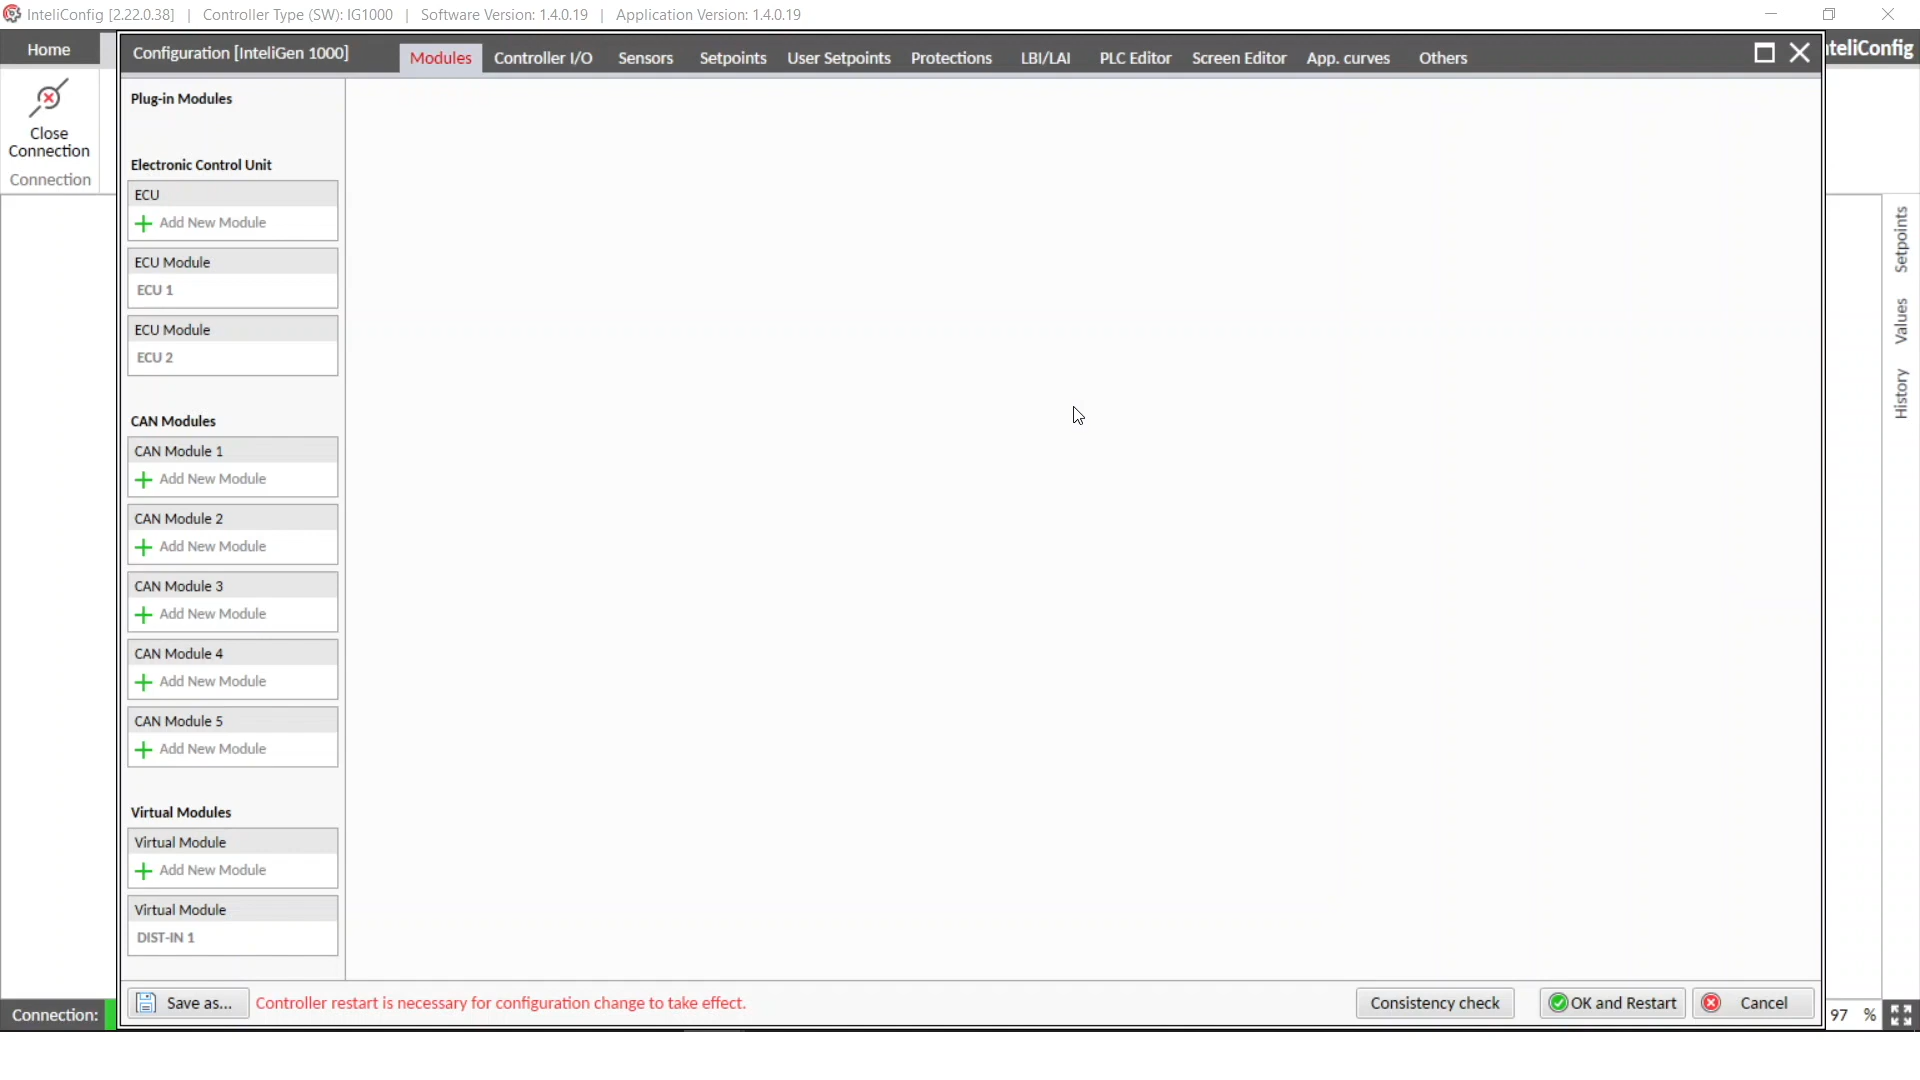 InteliConfig [2.22.0.38] | Controller Type (SW): IG1000 | Software Version: 1.4.0.19 | Application Version: 1.4.0.19
Home
Close
Connection
Connection
Configuration [InteliGen 1000]
Modules
Controller I/O
Sensors
Setpoints
User Setpoints
Protections
LBI/LAI
PLC Editor
Screen Editor
App. curves
Others
teliConfig
Plug-in Modules
Electronic Control Unit
ECU
Add New Module
ECU Module
ECU 1
ECU Module
ECU 2
CAN Modules
CAN Module 1
Add New Module
CAN Module 2
Add New Module
CAN Module 3
Add New Module
CAN Module 4
Add New Module
CAN Module 5
Add New Module
Virtual Modules
Virtual Module
Add New Module
Virtual Module
DIST-IN 1
Setpoints
Values
History
Save as...
Controller restart is necessary for configuration change to take effect.
Consistency check
OK and Restart
Cancel
Connection:
97 %